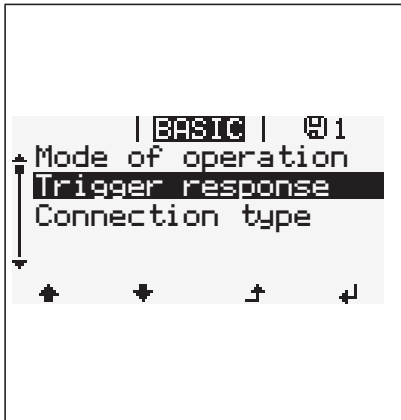 | BASIC | 1
Mode of operation
Trigger response
Connection type